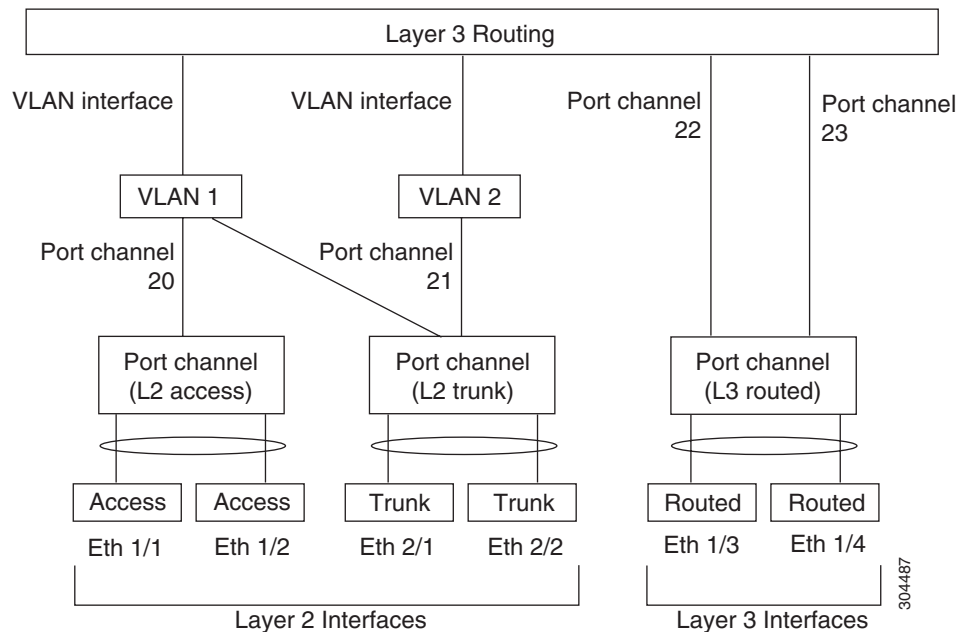 Layer 3 Routing
VLAN interface
VLAN interface
Port channel
22
Port channel
23
VLAN 1
VLAN 2
Port channel
20
Port channel
21
Port channel
(L2 access)
Port channel
(L2 trunk)
Port channel
(L3 routed)
Access
Access
Trunk
Trunk
Routed
Routed
Eth 1/1
Eth 1/2
Eth 2/1
Eth 2/2
Eth 1/3
Eth 1/4
Layer 2 Interfaces
Layer 3 Interfaces
304487